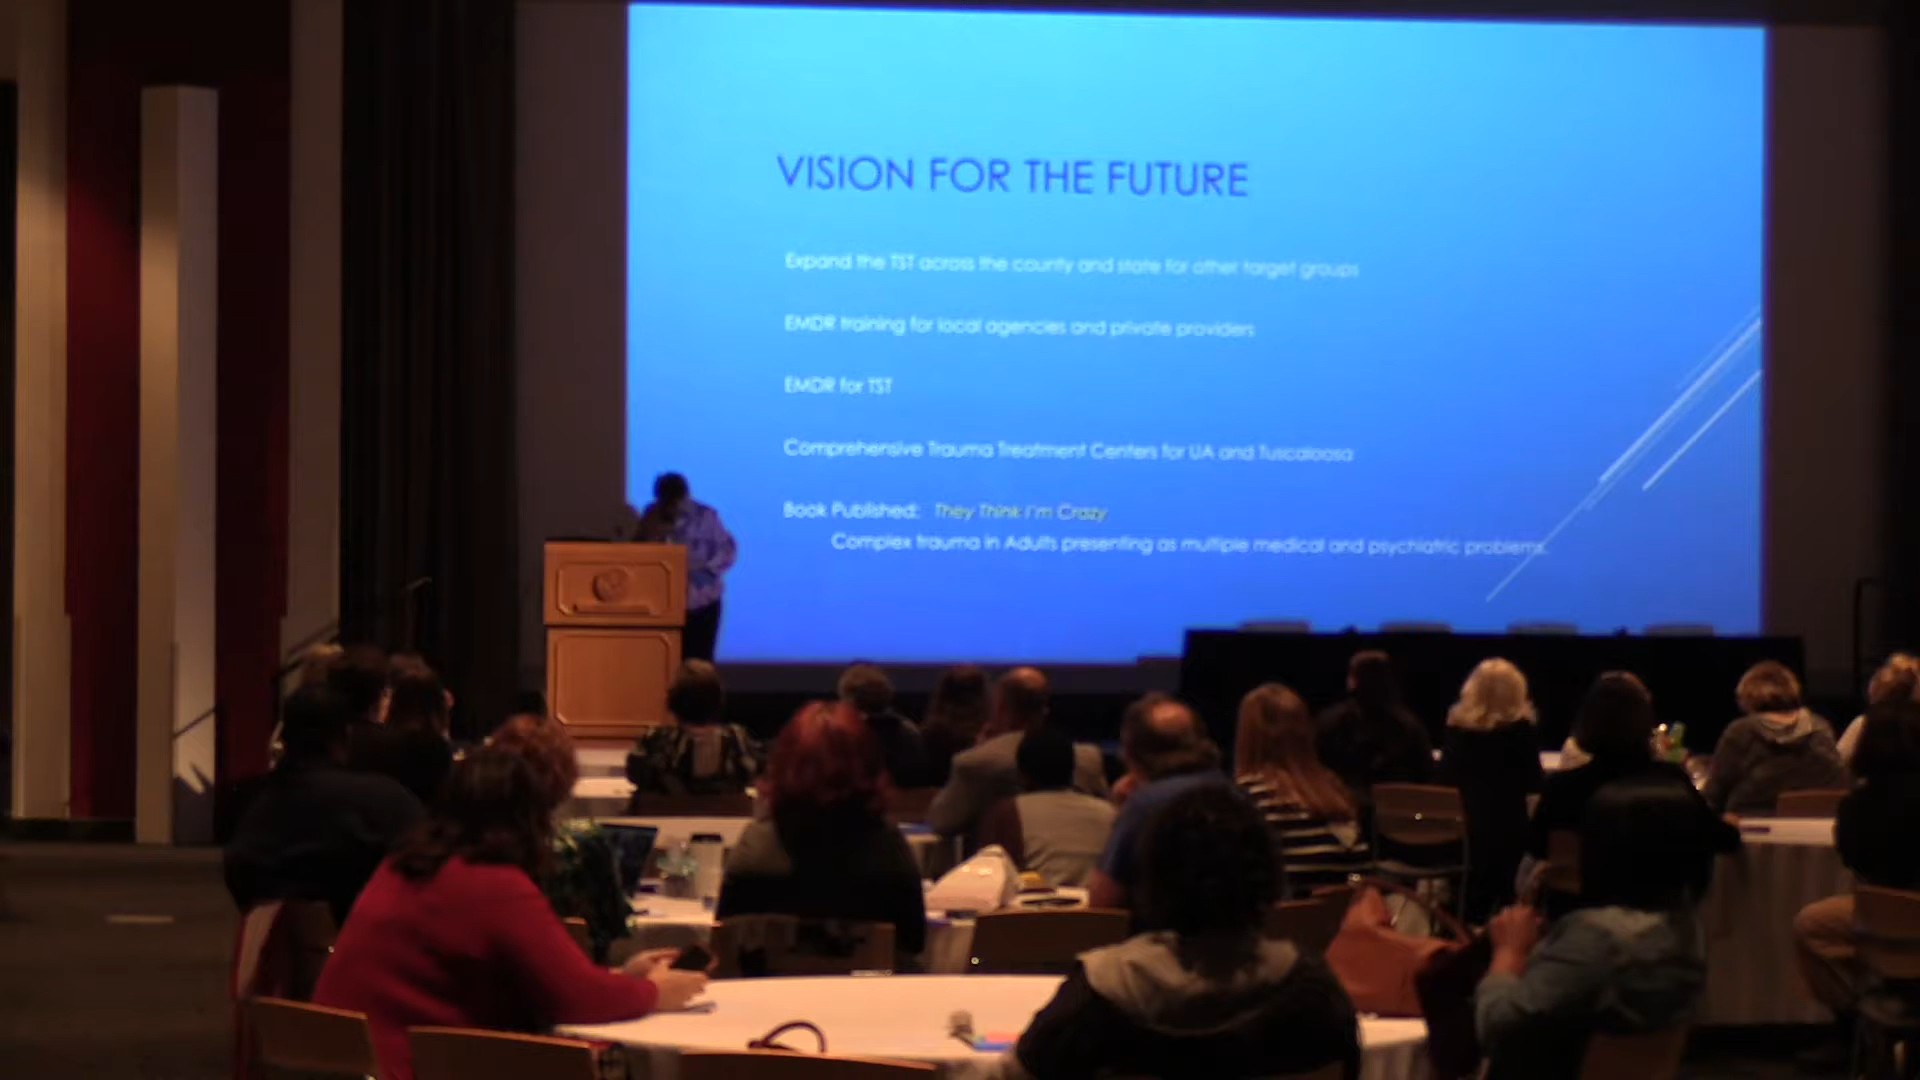 VISION FOR THE FUTURE
Expand the TST across the county and state for other target groups
EMDR training for local agencies and private providers
EMDR for TST
Comprehensive Trauma Treatment Centers for UA and Tuscaloosa
Book Published: They Think I'm Crazy
Complex trauma in Adults presenting as multiple medical and psychiatric problems.